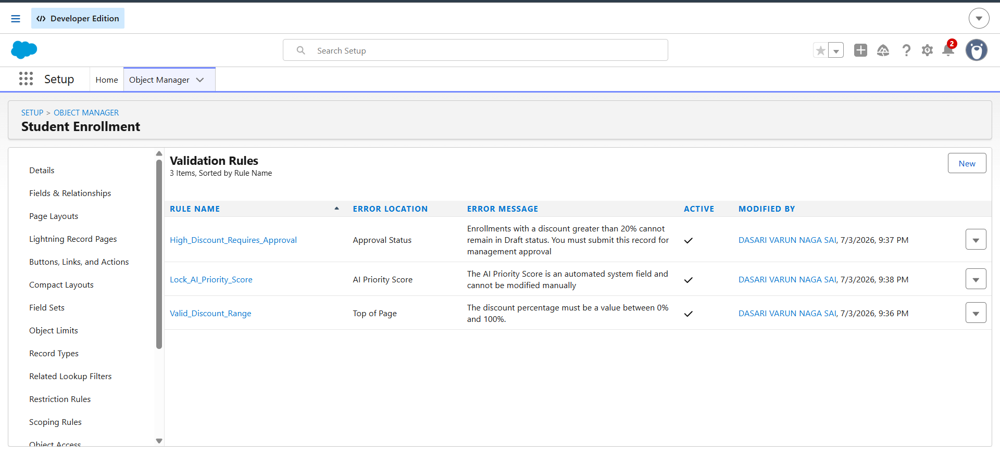 Developer Edition
Search Setup
2
Setup
Home
Object Manager
SETUP > OBJECT MANAGER
Student Enrollment
Details
Fields & Relationships
Page Layouts
Lightning Record Pages
Buttons, Links, and Actions
Compact Layouts
Field Sets
Object Limits
Record Types
Related Lookup Filters
Restriction Rules
Scoping Rules
Object Access
Validation Rules
3 Items, Sorted by Rule Name
New
RULE NAME ERROR LOCATION ERROR MESSAGE ACTIVE MODIFIED BY
High_Discount_Requires_Approval
Approval Status
Enrollments with a discount greater than 20% cannot
remain in Draft status. You must submit this record for
management approval
DASARI VARUN NAGA SAI, 7/3/2026, 9:37 PM
Lock_AI_Priority_Score
AI Priority Score
The AI Priority Score is an automated system field and
cannot be modified manually
DASARI VARUN NAGA SAI, 7/3/2026, 9:38 PM
Valid_Discount_Range
Top of Page
The discount percentage must be a value between 0%
and 100%.
DASARI VARUN NAGA SAI, 7/3/2026, 9:36 PM